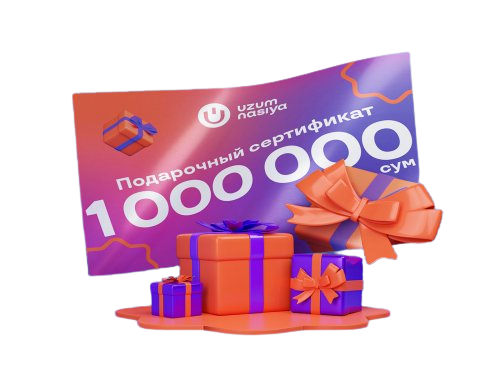 uzum
nasiya
Подарочный сертификат
1 000 000
сум